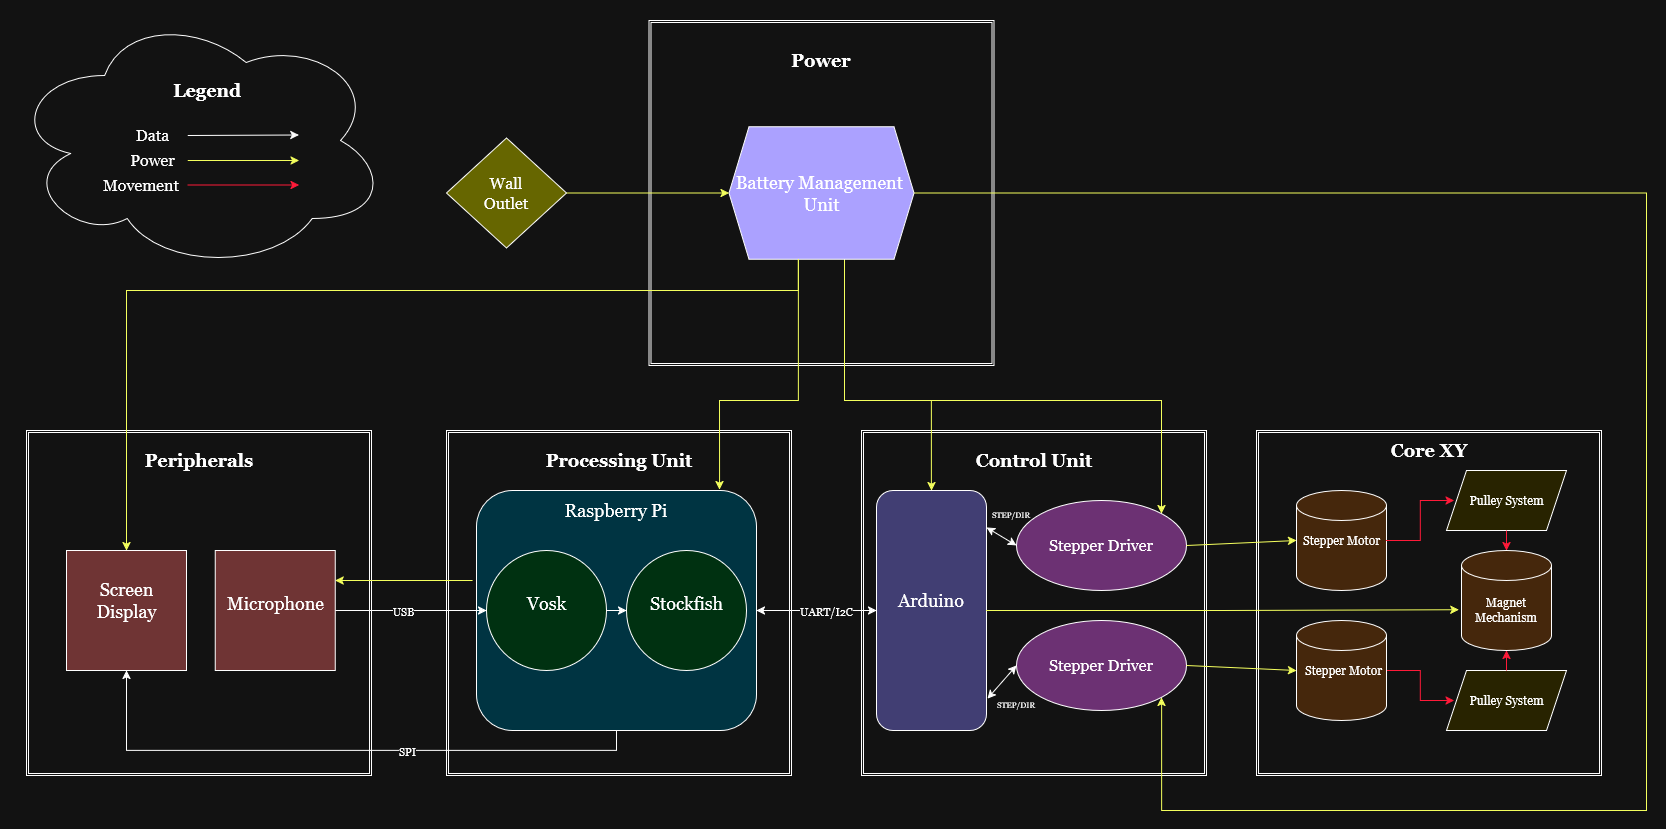 Legend
Data
Power
Movement
Power
Wall
Outlet
Battery Management
Unit
Peripherals
Screen
Display
Microphone
USB
SPI
Processing Unit
Raspberry Pi
Vosk
Stockfish
UART/I2C
Control Unit
Arduino
STEP/DIR
Stepper Driver
Stepper Driver
STEP/DIR
Core XY
Stepper Motor
Pulley System
Magnet
Mechanism
Stepper Motor
Pulley System